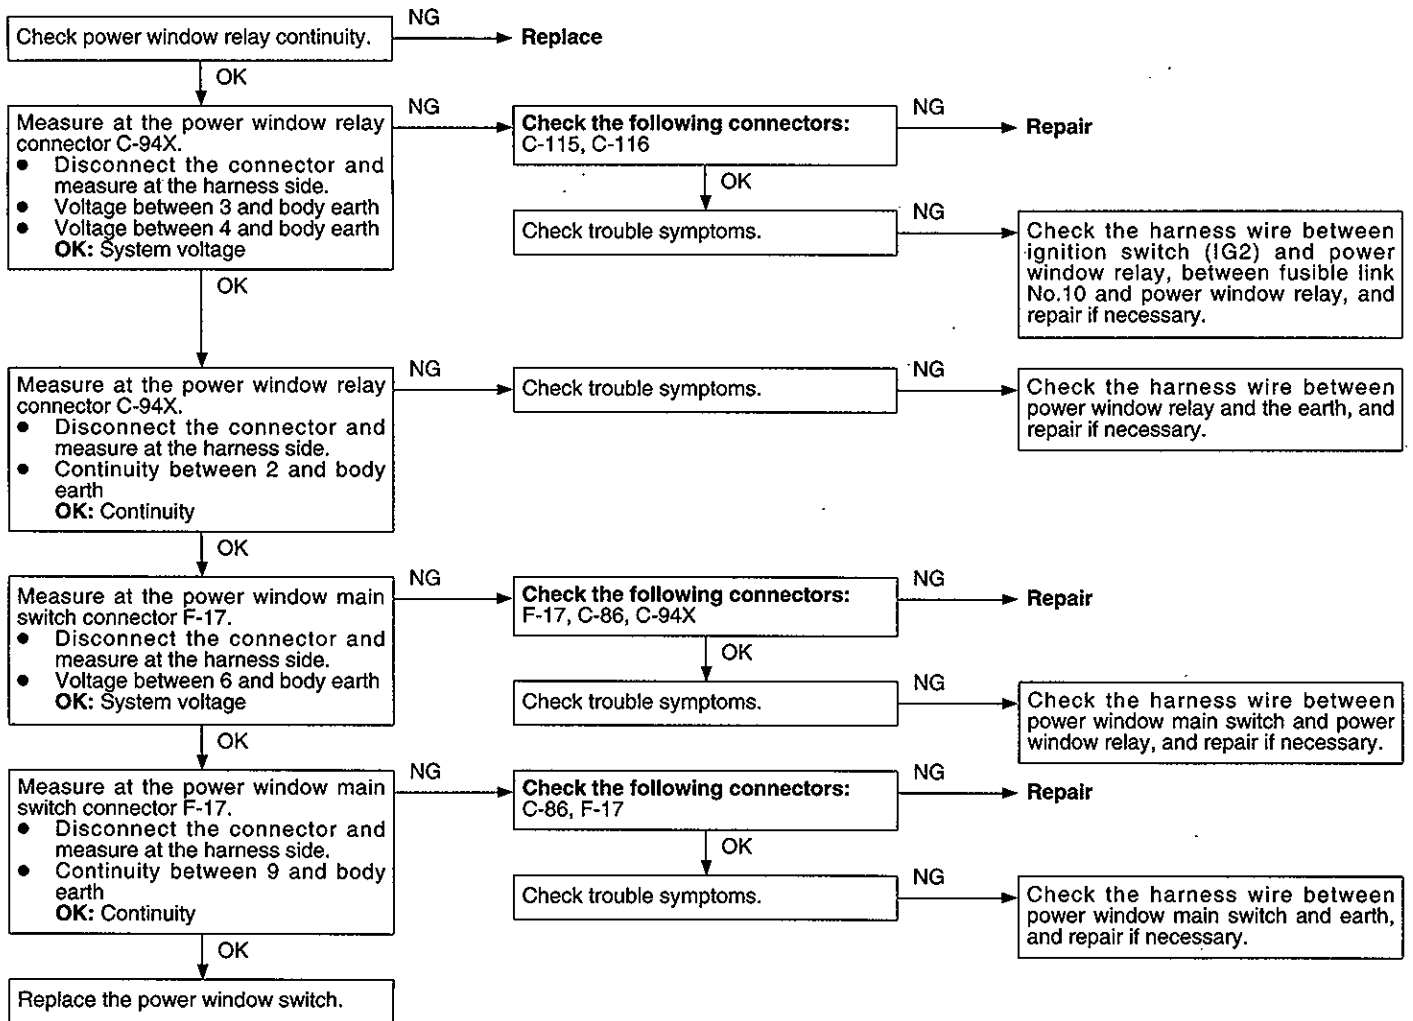 NG
Check power window relay continuity.
Replace
OK
Measure at the power window relay
connector C-94X.
● Disconnect the connector and
measure at the harness side.
● Voltage between 3 and body earth
● Voltage between 4 and body earth
OK: System voltage
NG
Check the following connectors:
C-115, C-116
NG
Repair
OK
Check trouble symptoms.
NG
Check the harness wire between
ignition switch (IG2) and power
window relay, between fusible link
No.10 and power window relay, and
repair if necessary.
OK
Measure at the power window relay
connector C-94X.
● Disconnect the connector and
measure at the harness side.
● Continuity between 2 and body
earth
OK: Continuity
NG
Check trouble symptoms.
NG
Check the harness wire between
power window relay and the earth, and
repair if necessary.
OK
Measure at the power window main
switch connector F-17.
● Disconnect the connector and
measure at the harness side.
● Voltage between 6 and body earth
OK: System voltage
NG
Check the following connectors:
F-17, C-86, C-94X
NG
Repair
OK
Check trouble symptoms.
NG
Check the harness wire between
power window main switch and power
window relay, and repair if necessary.
OK
Measure at the power window main
switch connector F-17.
● Disconnect the connector and
measure at the harness side.
● Continuity between 9 and body
earth
OK: Continuity
NG
Check the following connectors:
C-86, F-17
NG
Repair
OK
Check trouble symptoms.
NG
Check the harness wire between
power window main switch and earth,
and repair if necessary.
OK
Replace the power window switch.